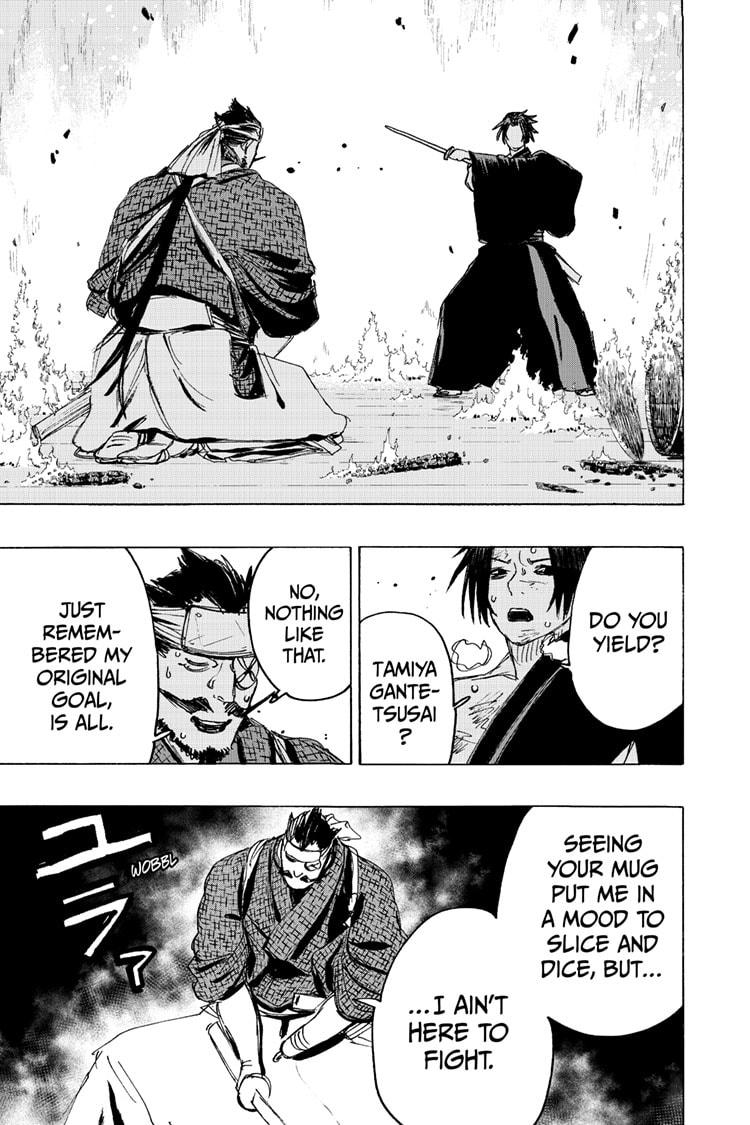 DO YOU
YIELD?
TAMIYA
GANTE-
TSUSAI
?
NO,
NOTHING
LIKE
THAT.
JUST
REMEM-
BERED MY
ORIGINAL
GOAL,
IS ALL.
SEEING
YOUR MUG
PUT ME IN
A MOOD TO
SLICE AND
DICE, BUT...
...I AIN'T
HERE TO
FIGHT.
ユラァ
WOBBL